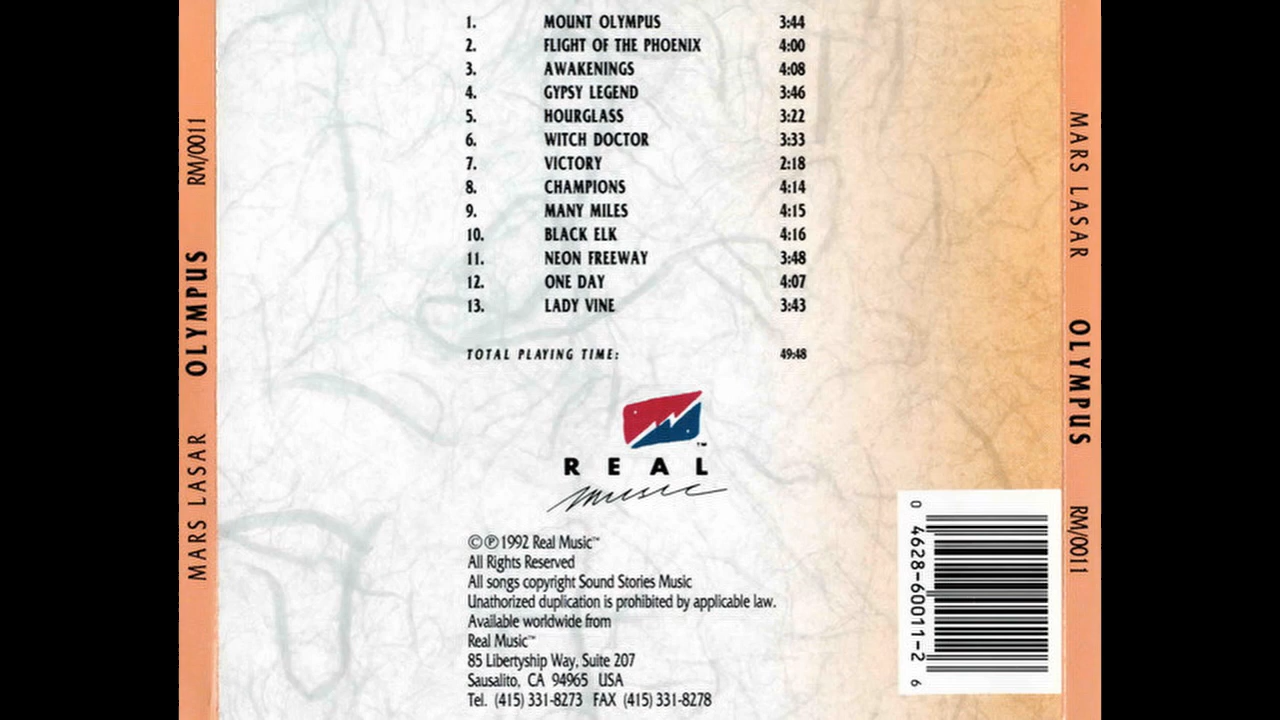 1. MOUNT OLYMPUS 3:44
2. FLIGHT OF THE PHOENIX 4:00
3. AWAKENINGS 4:08
4. GYPSY LEGEND 3:46
5. HOURGLASS 3:22
6. WITCH DOCTOR 3:33
7. VICTORY 2:18
8. CHAMPIONS 4:14
9. MANY MILES 4:15
10. BLACK ELK 4:16
11. NEON FREEWAY 3:48
12. ONE DAY 4:07
13. LADY VINE 3:43
TOTAL PLAYING TIME: 49:48
REAL ™
music
©℗ 1992 Real Music™
All Rights Reserved
All songs copyright Sound Stories Music
Unathorized duplication is prohibited by applicable law.
Available worldwide from
Real Music™
85 Libertyship Way, Suite 207
Sausalito, CA 94965 USA
Tel. (415) 331-8273 FAX (415) 331-8278
MARS LASAR OLYMPUS RM/0011
MARS LASAR OLYMPUS RM/0011
0 4628-60011-2 6